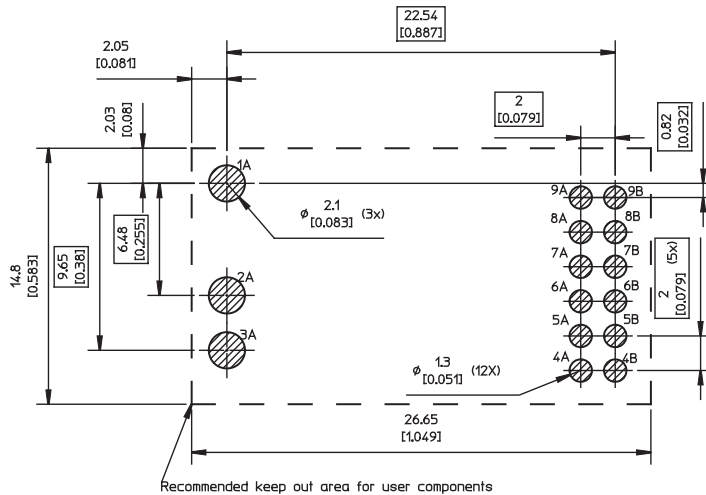 22.54
[0.887]
2.05
[0.081]
2
[0.079]
0.82
[0.032]
2.03
[0.08]
1A
9A
9B
ø 2.1
[0.083] (3x)
8A
8B
14.8
[0.583]
9.65
[0.38]
6.48
[0.255]
7A
7B
2
[0.079]
(5x)
2A
6A
6B
3A
5A
5B
ø 1.3
[0.051] (12X)
4A
4B
26.65
[1.049]
Recommended keep out area for user components